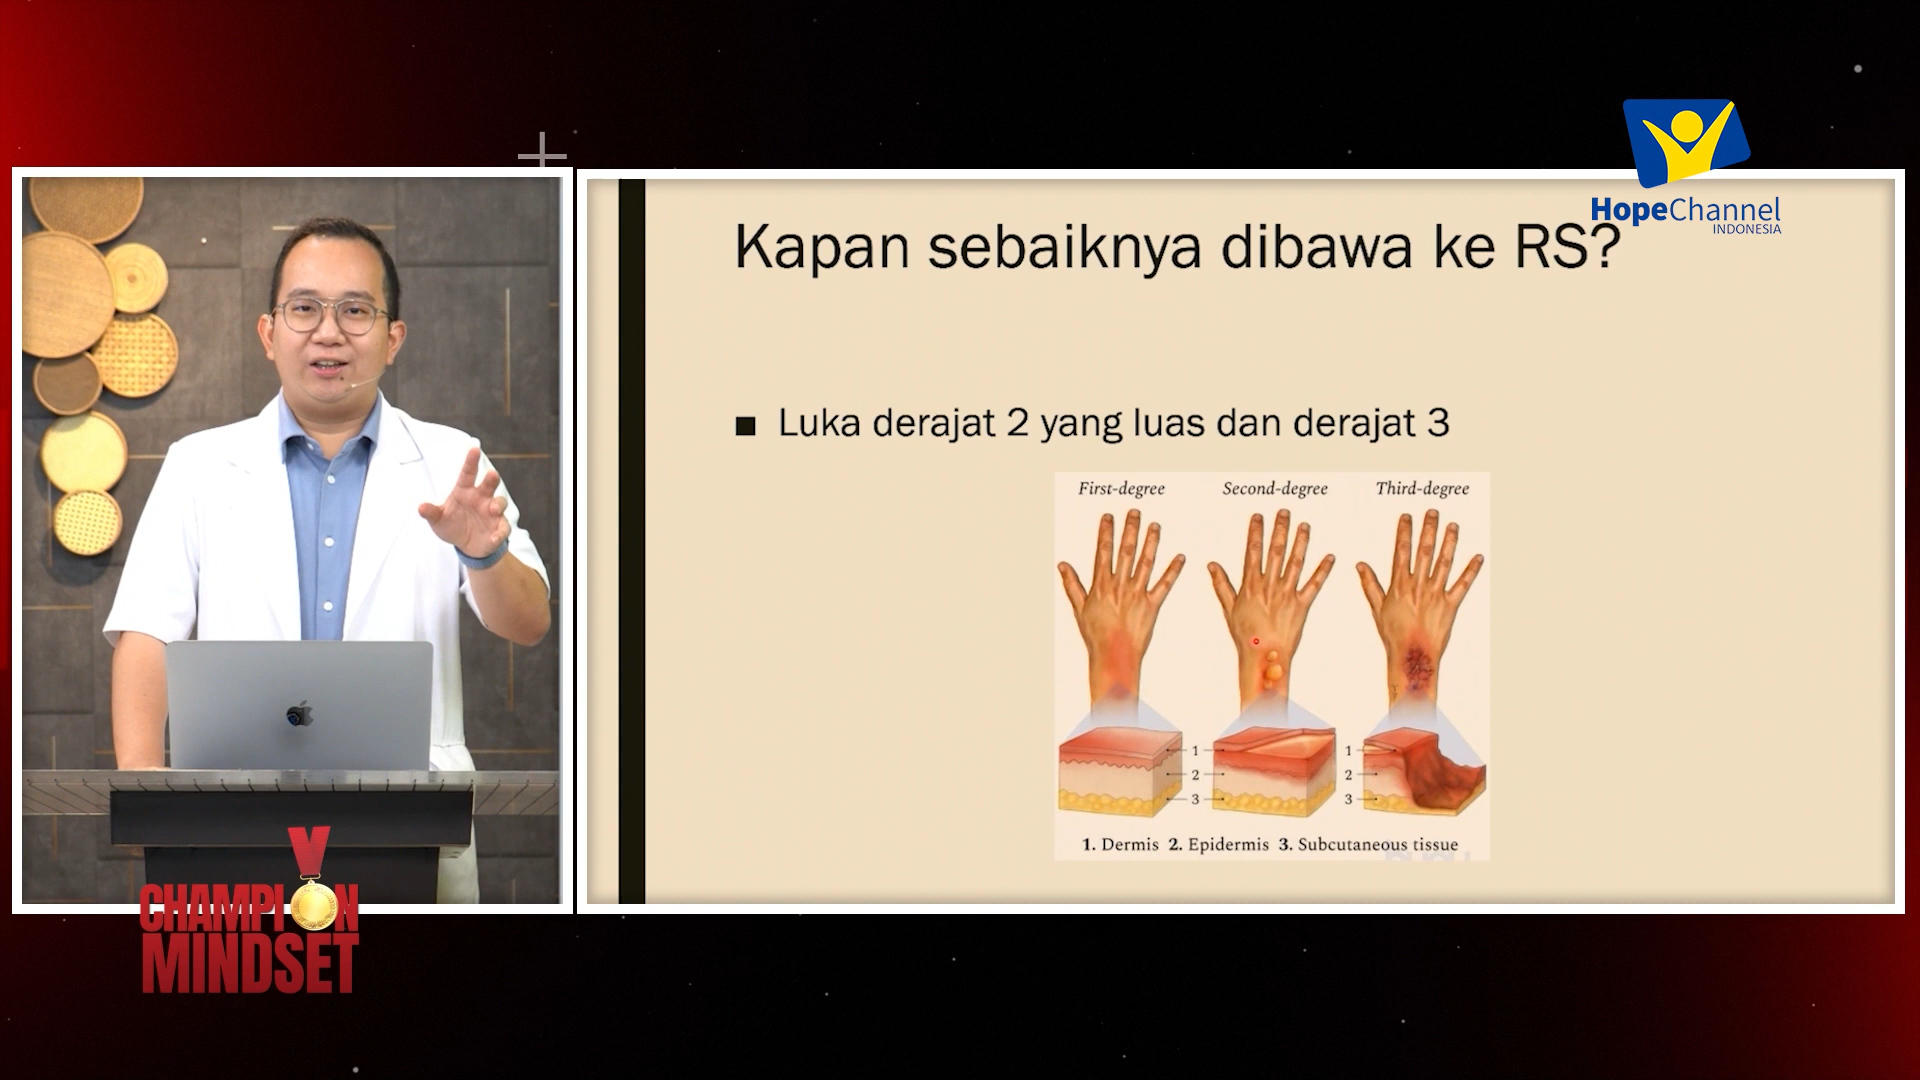 HopeChannel
INDONESIA
Kapan sebaiknya dibawa ke RS?
■ Luka derajat 2 yang luas dan derajat 3
First-degree Second-degree Third-degree
1 1
2 2
3 3
1. Dermis 2. Epidermis 3. Subcutaneous tissue
CHAMPION
MINDSET